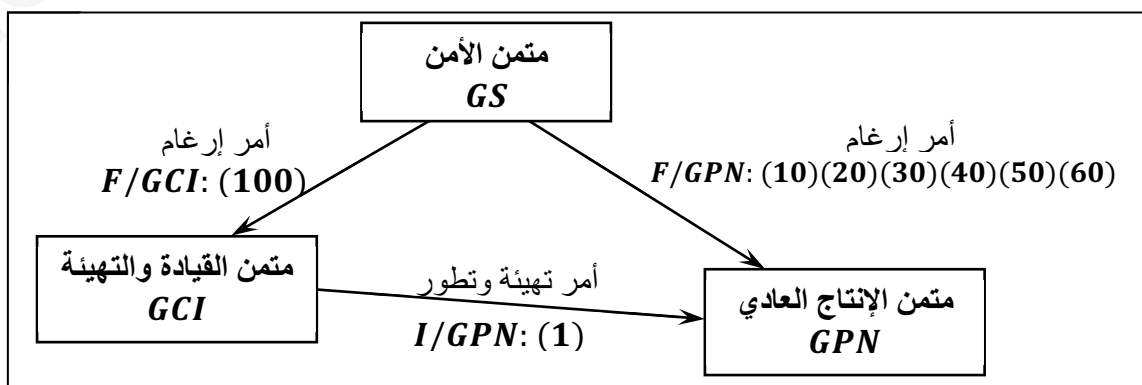 متمن الأمن
GS
أمر إرغام
F/GCI: (100)
أمر إرغام
F/GPN: (10)(20)(30)(40)(50)(60)
متمن القيادة والتهيئة
GCI
أمر تهيئة وتطور
I/GPN: (1)
متمن الإنتاج العادي
GPN